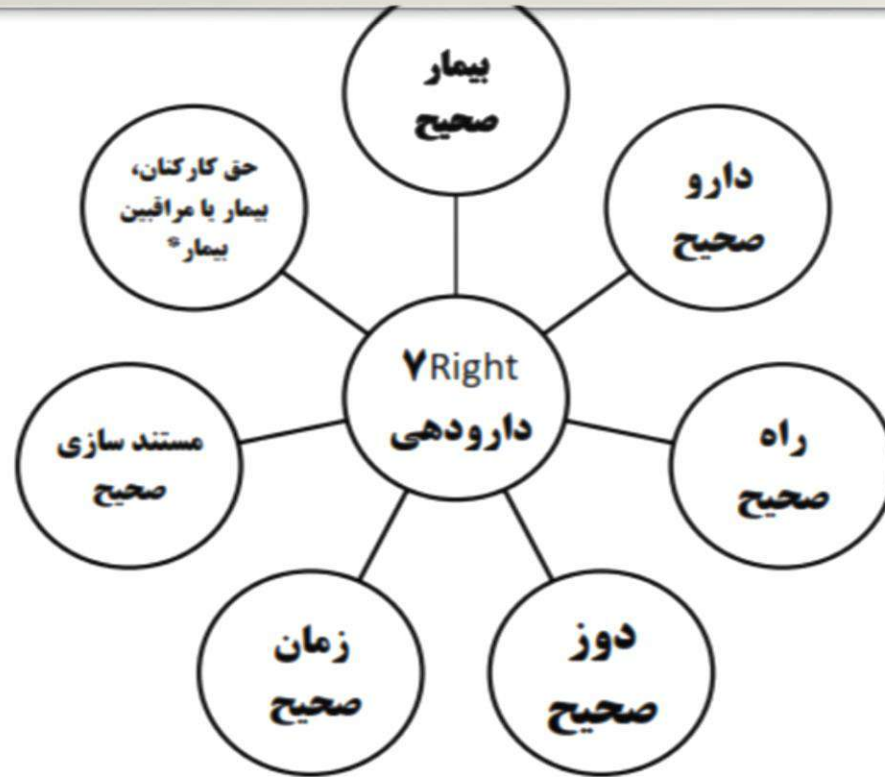 بیمار
صحیح
دارو
صحیح
راه
صحیح
دوز
صحیح
زمان
صحیح
مستند سازی
صحیح
حق کارکنان،
بیمار یا مراقبین
بیمار*
۷Right
دارودهی